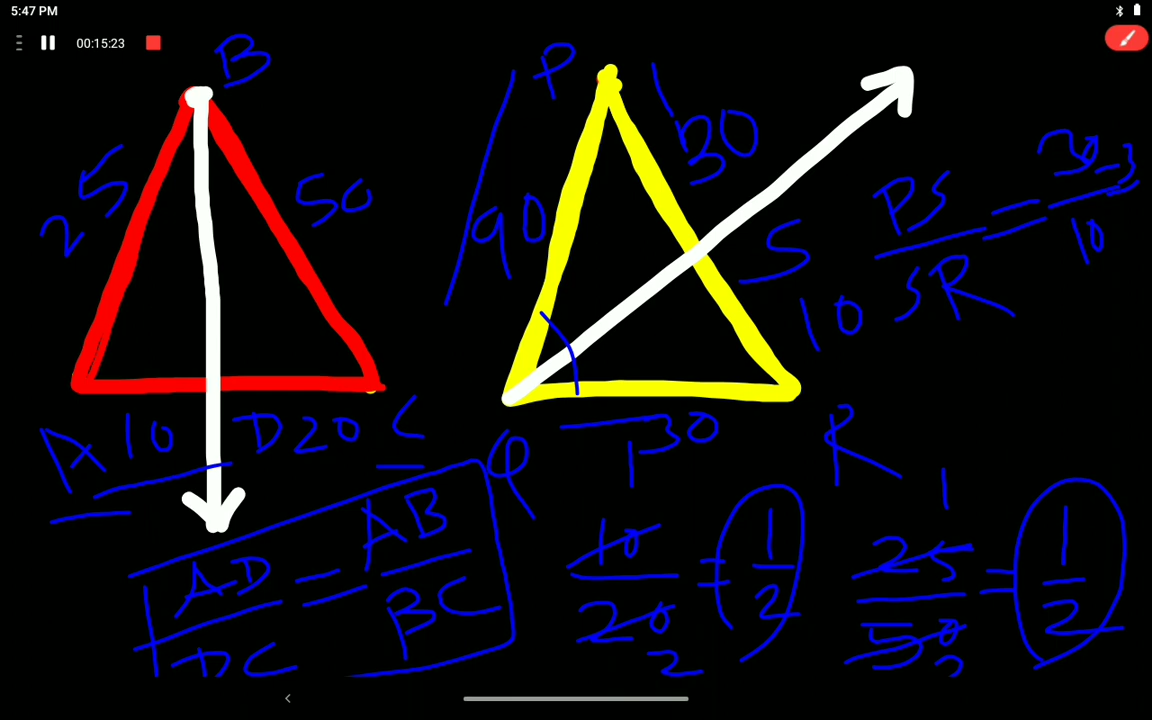 5:47 PM
00:15:23
B
P
25
50
90
30
S
10
PS/SR = 30/10 = 3
A 10 D 20 C
Q
30
R
AD/DC = AB/BC
10/20 = 1/2
2
1
25/50 = 1/2
2